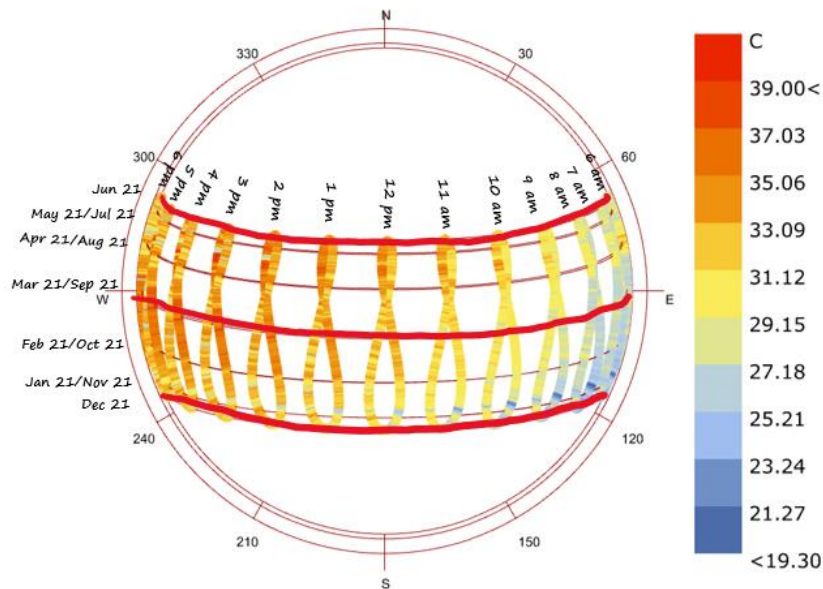 N
330
30
300
60
6 pm
5 pm
4 pm
3 pm
2 pm
1 pm
12 pm
11 am
10 am
9 am
8 am
7 am
6 am
Jun 21
May 21/Jul 21
Apr 21/Aug 21
Mar 21/Sep 21
W
E
Feb 21/Oct 21
Jan 21/Nov 21
Dec 21
240
120
210
150
S
C
39.00<
37.03
35.06
33.09
31.12
29.15
27.18
25.21
23.24
21.27
<19.30